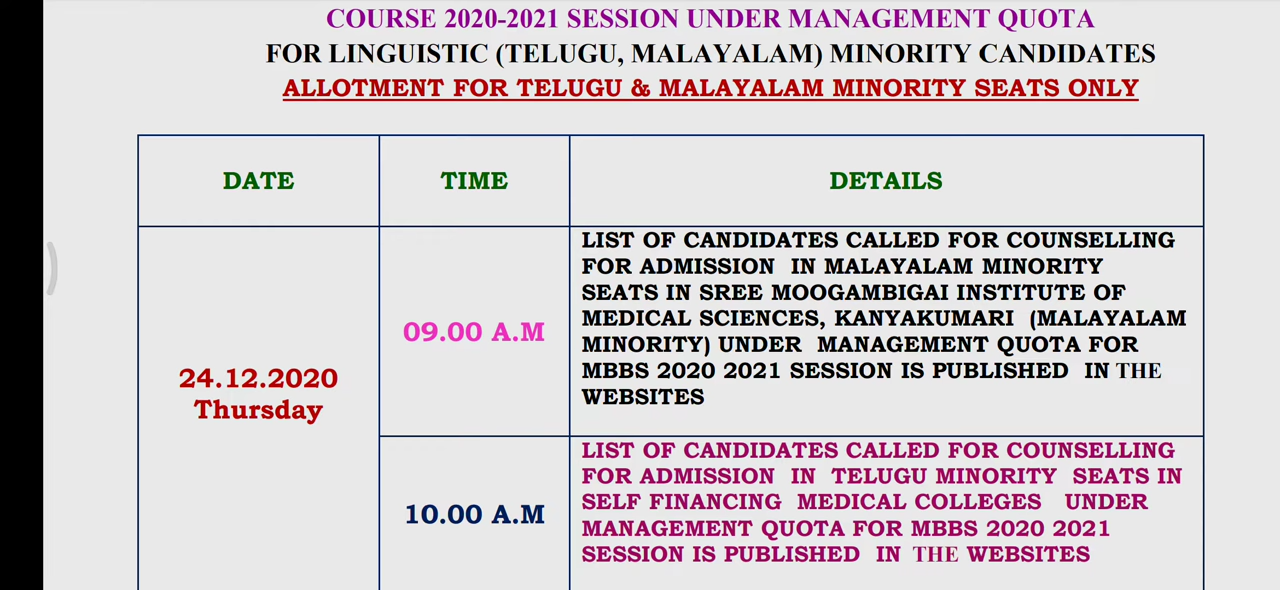 COURSE 2020-2021 SESSION UNDER MANAGEMENT QUOTA
FOR LINGUISTIC (TELUGU, MALAYALAM) MINORITY CANDIDATES
ALLOTMENT FOR TELUGU & MALAYALAM MINORITY SEATS ONLY
DATE TIME DETAILS
24.12.2020
Thursday
09.00 A.M
LIST OF CANDIDATES CALLED FOR COUNSELLING
FOR ADMISSION IN MALAYALAM MINORITY
SEATS IN SREE MOOGAMBIGAI INSTITUTE OF
MEDICAL SCIENCES, KANYAKUMARI (MALAYALAM
MINORITY) UNDER MANAGEMENT QUOTA FOR
MBBS 2020 2021 SESSION IS PUBLISHED IN THE
WEBSITES
10.00 A.M
LIST OF CANDIDATES CALLED FOR COUNSELLING
FOR ADMISSION IN TELUGU MINORITY SEATS IN
SELF FINANCING MEDICAL COLLEGES UNDER
MANAGEMENT QUOTA FOR MBBS 2020 2021
SESSION IS PUBLISHED IN THE WEBSITES